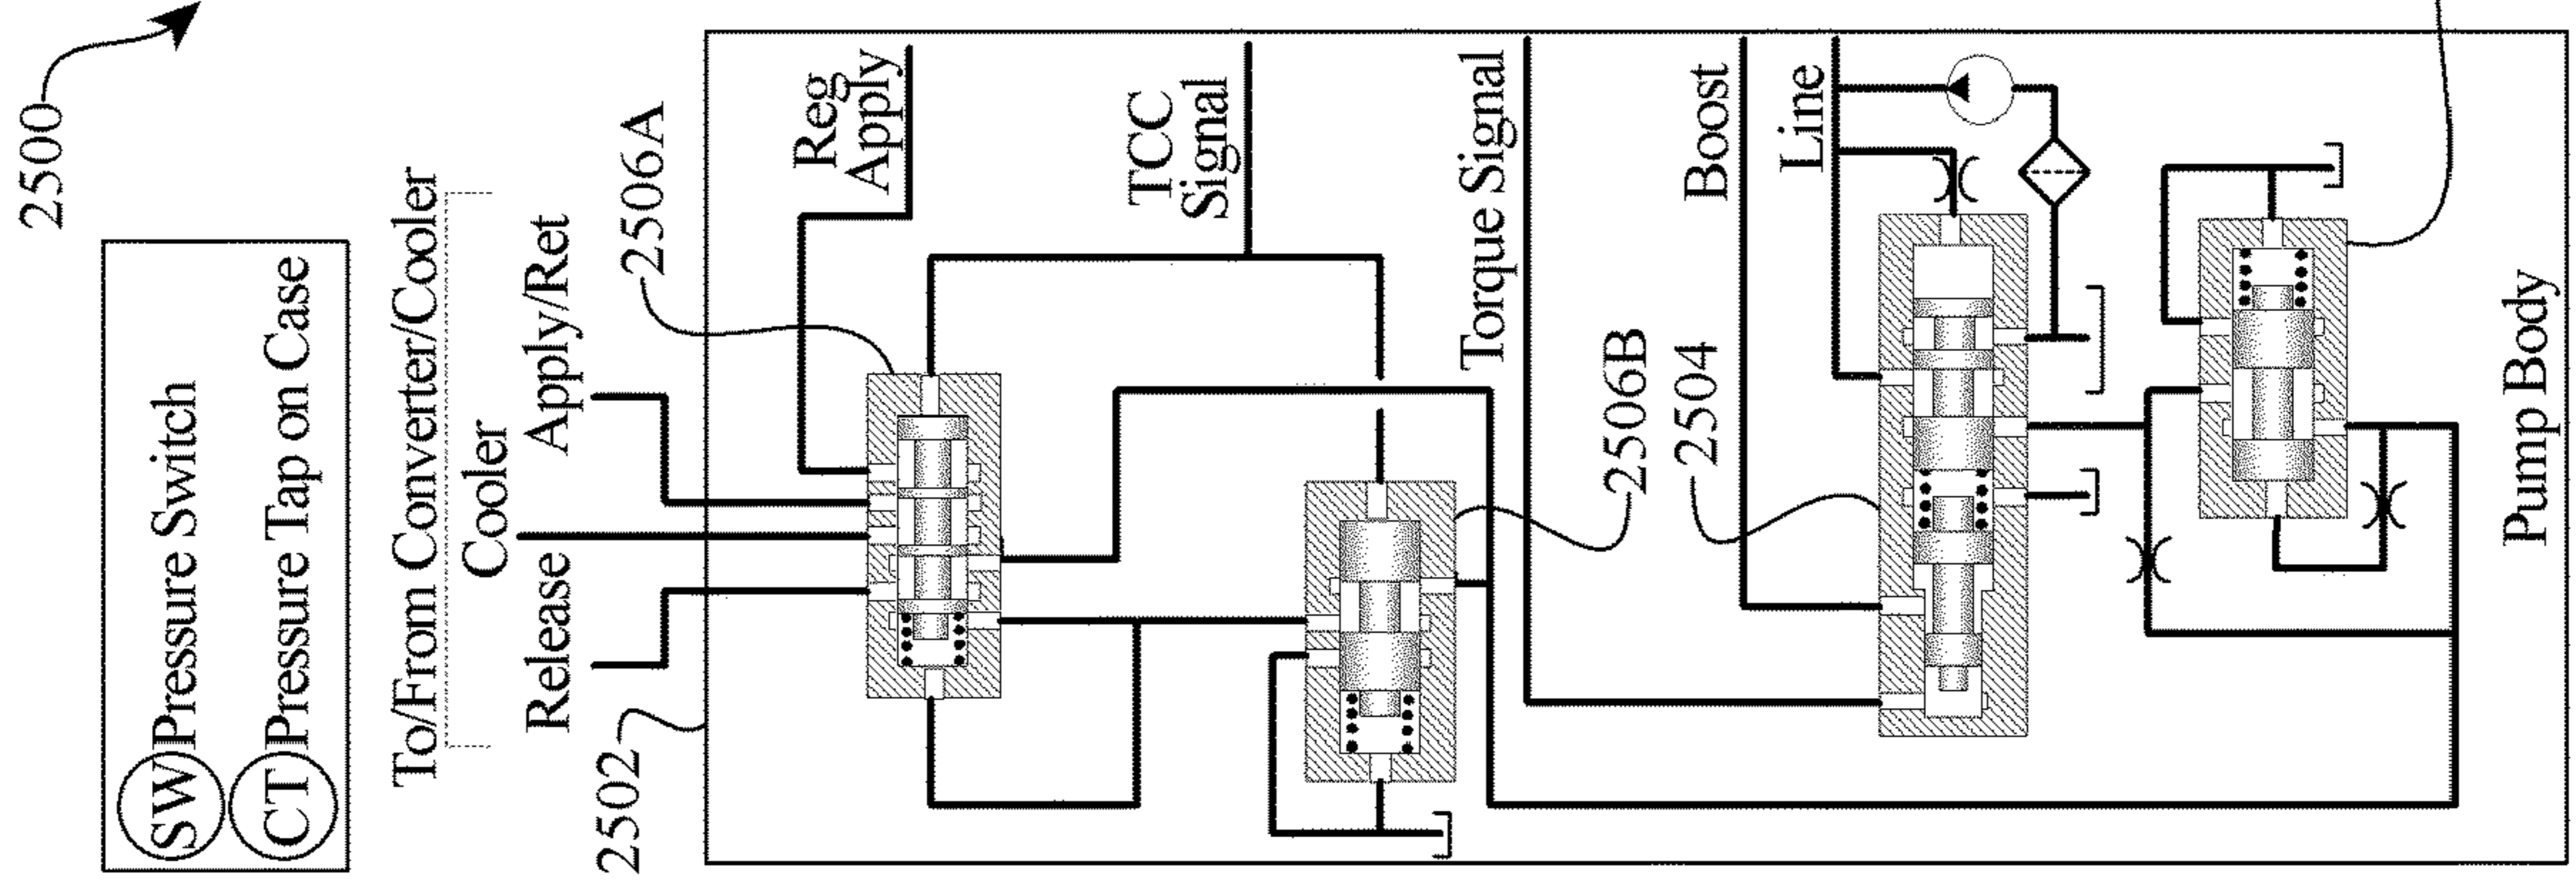 2500
SW Pressure Switch
CT Pressure Tap on Case
To/From Converter/Cooler
Release
Cooler
Apply/Ret
2502
2506A
Reg
Apply
TCC
Signal
Torque Signal
2506B
2504
Boost
Line
Pump Body